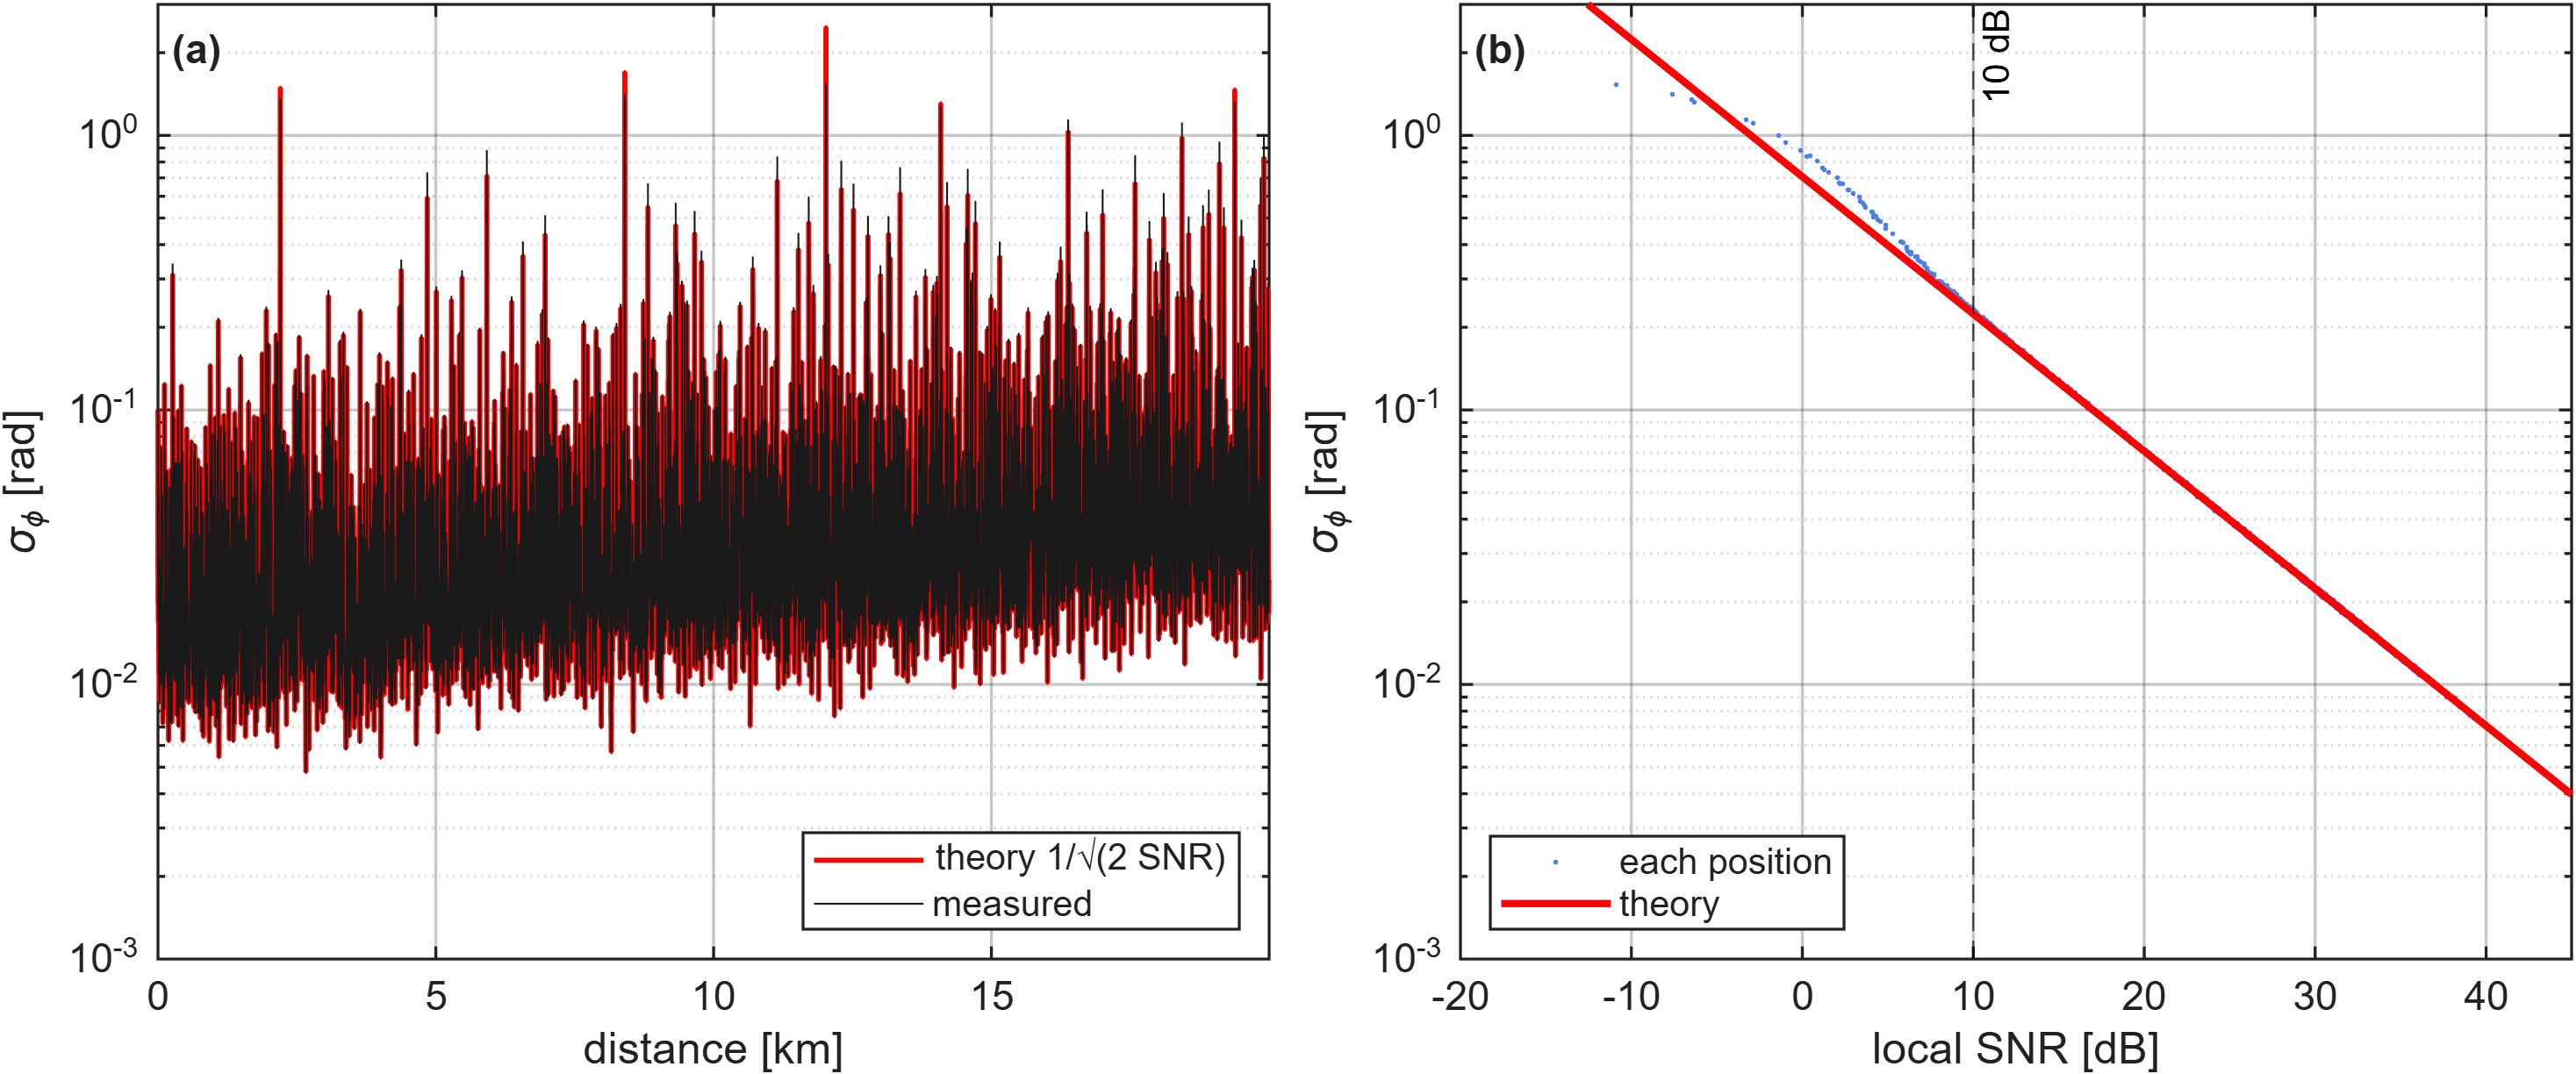 (a)
10⁰
10⁻¹
10⁻²
10⁻³
σϕ [rad]
0 5 10 15
distance [km]
theory 1/√(2 SNR)
measured
(b)
10 dB
10⁰
10⁻¹
10⁻²
10⁻³
σϕ [rad]
-20 -10 0 10 20 30 40
local SNR [dB]
each position
theory